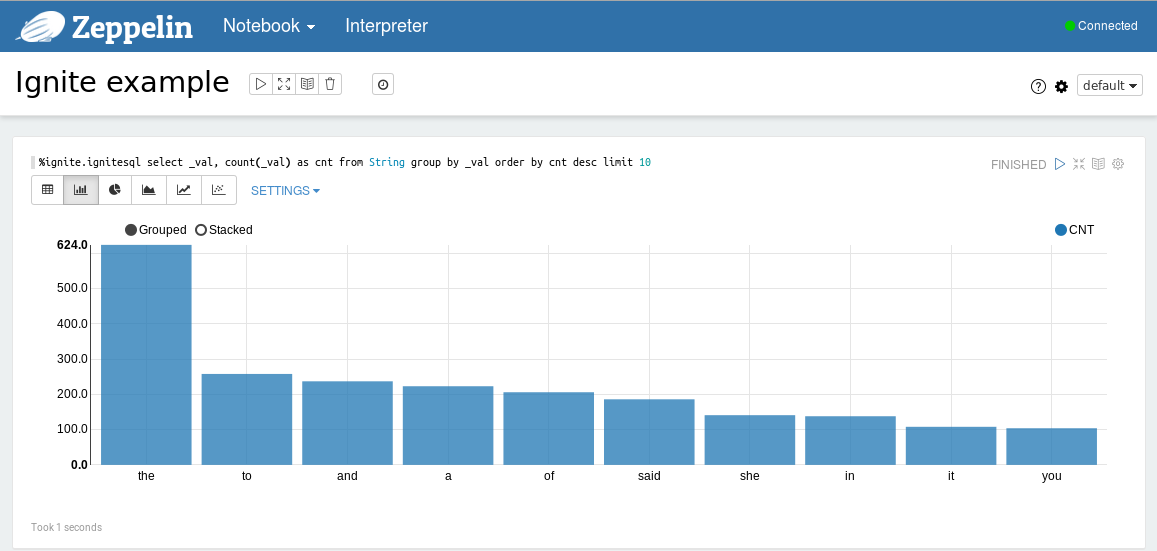 Zeppelin Notebook Interpreter Connected
Ignite example default
%ignite.ignitesql select _val, count(_val) as cnt from String group by _val order by cnt desc limit 10
FINISHED
SETTINGS
Grouped Stacked CNT
624.0
500.0
400.0
300.0
200.0
100.0
0.0
the to and a of said she in it you
Took 1 seconds